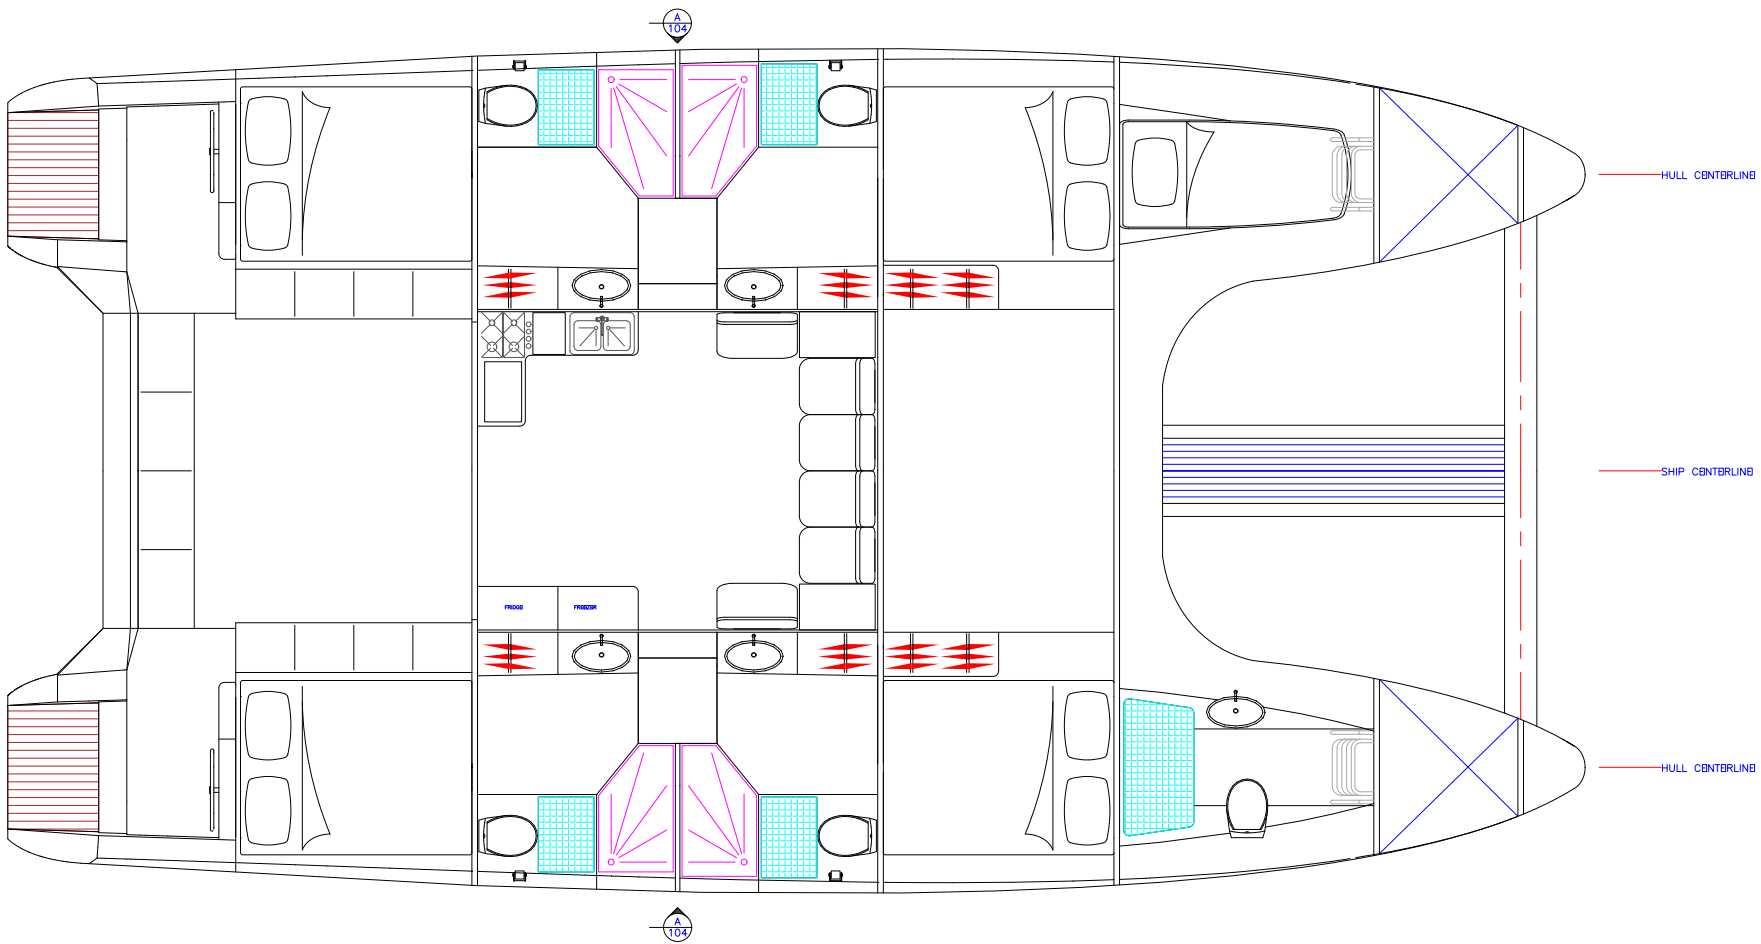 A
104
HULL CENTERLINE
SHIP CENTERLINE
FRIDGE
FREEZER
HULL CENTERLINE
A
104